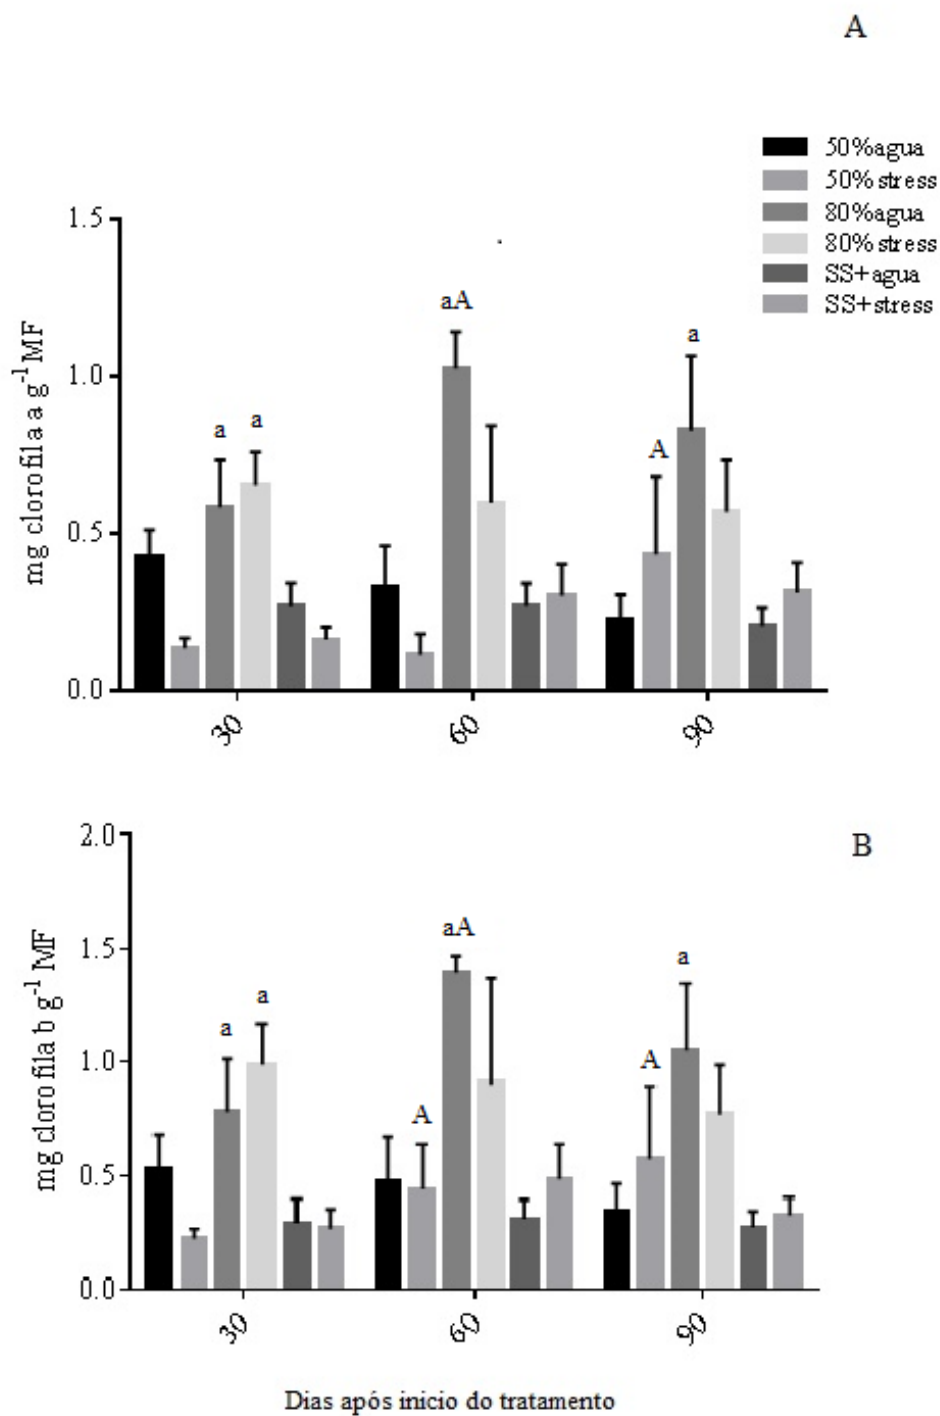 A
50%agua
50%stress
80%agua
80%stress
SS+agua
SS+stress
mg clorofila a g⁻¹MF
1.5
1.0
0.5
0.0
a
a
aA
A
a
30
60
90
B
mg clorofila b g⁻¹ MF
2.0
1.5
1.0
0.5
0.0
a
a
A
aA
A
a
30
60
90
Dias após inicio do tratamento